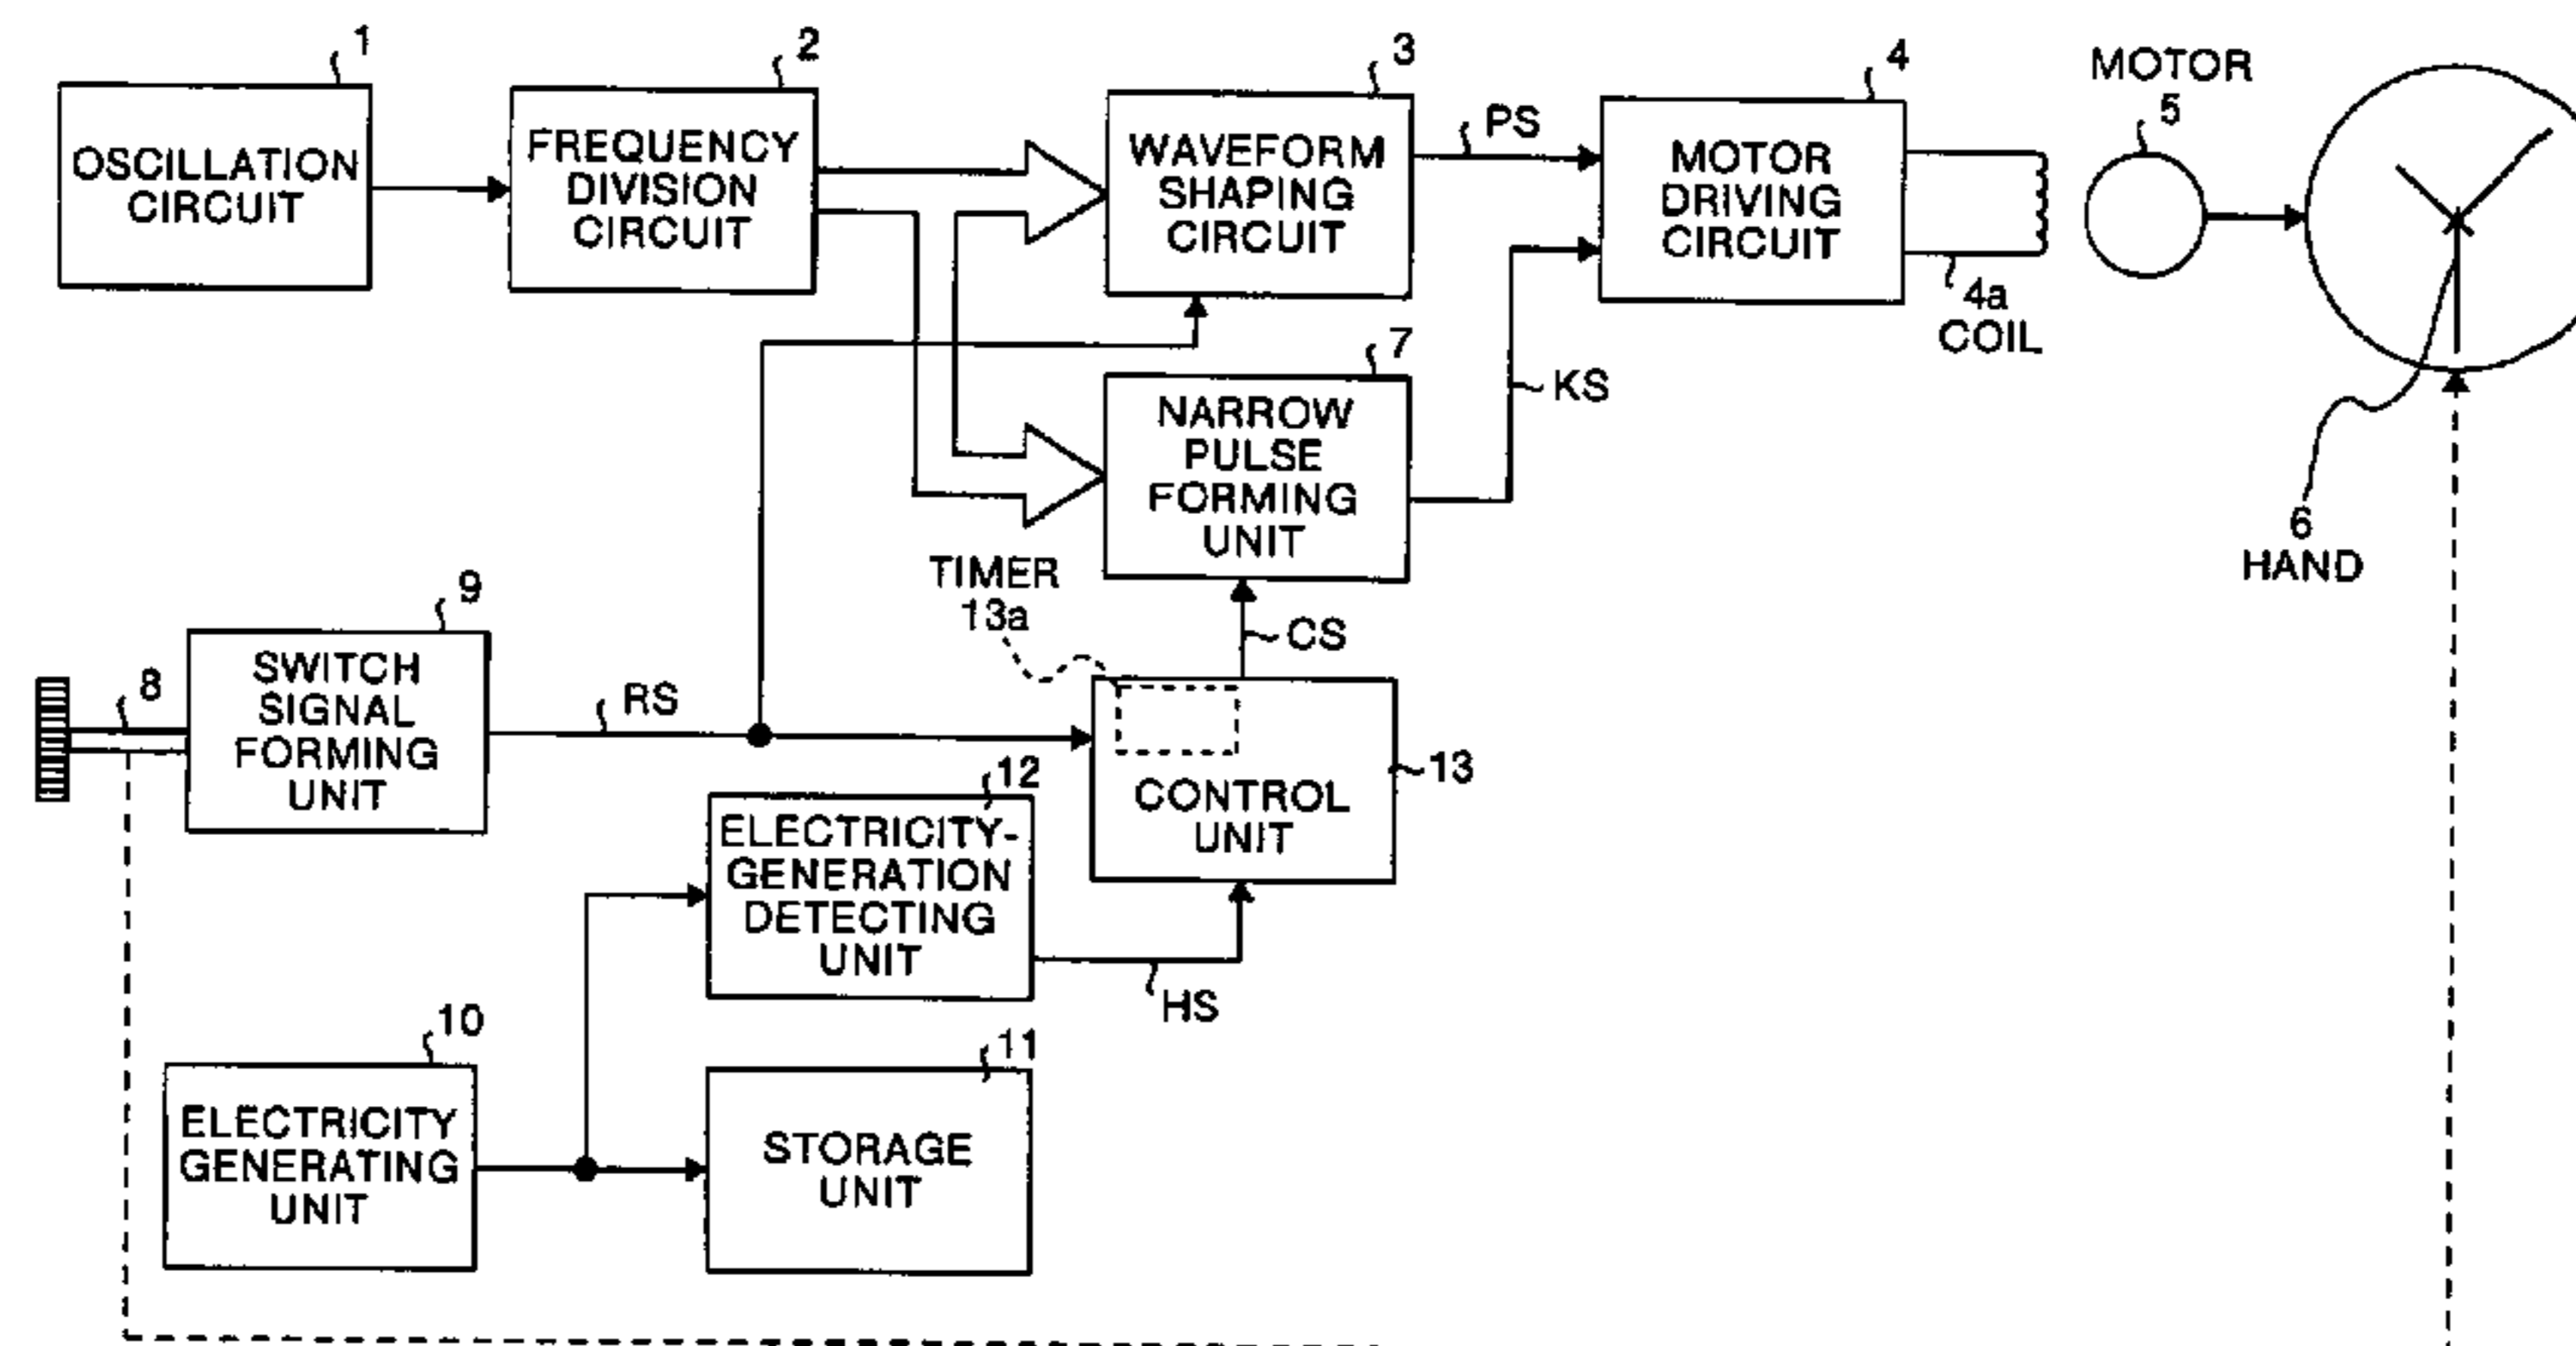 1
OSCILLATION
CIRCUIT
2
FREQUENCY
DIVISION
CIRCUIT
3
WAVEFORM
SHAPING
CIRCUIT
PS
4
MOTOR
DRIVING
CIRCUIT
4a
COIL
MOTOR
5
6
HAND
7
NARROW
PULSE
FORMING
UNIT
KS
TIMER
13a
CS
8
9
SWITCH
SIGNAL
FORMING
UNIT
RS
13
CONTROL
UNIT
12
ELECTRICITY-
GENERATION
DETECTING
UNIT
HS
10
ELECTRICITY
GENERATING
UNIT
11
STORAGE
UNIT